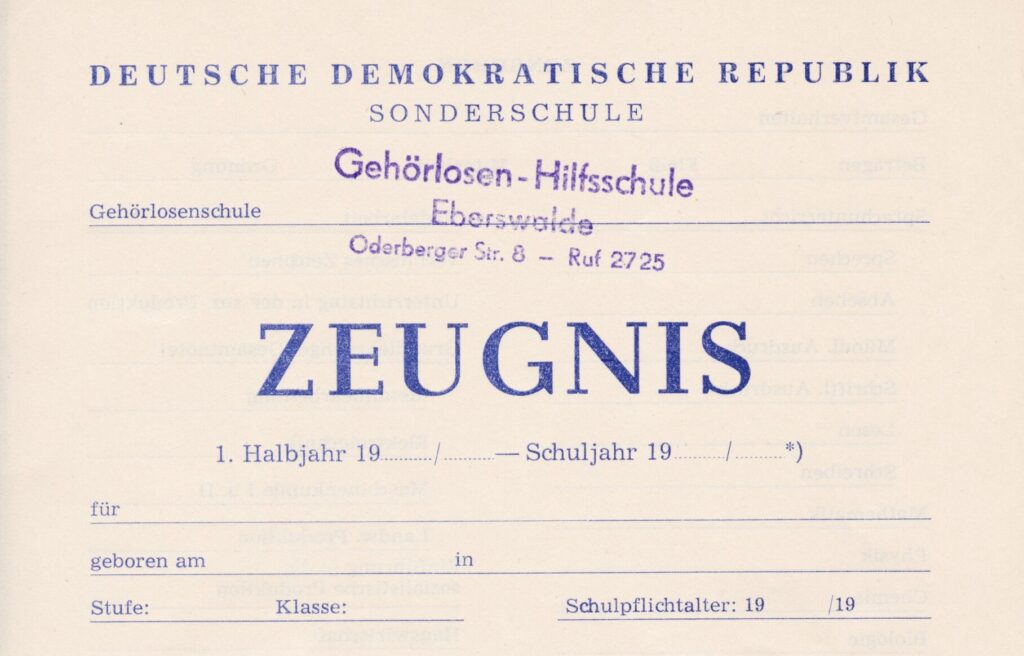 DEUTSCHE DEMOKRATISCHE REPUBLIK
SONDERSCHULE
Gehörlosen-Hilfsschule
Gehörlosenschule
Eberswalde
Oderberger Str. 8 – Ruf 2725
ZEUGNIS
1. Halbjahr 19........./......... — Schuljahr 19........./.........*)
für
geboren am in
Stufe: Klasse: Schulpflichtalter: 19 /19